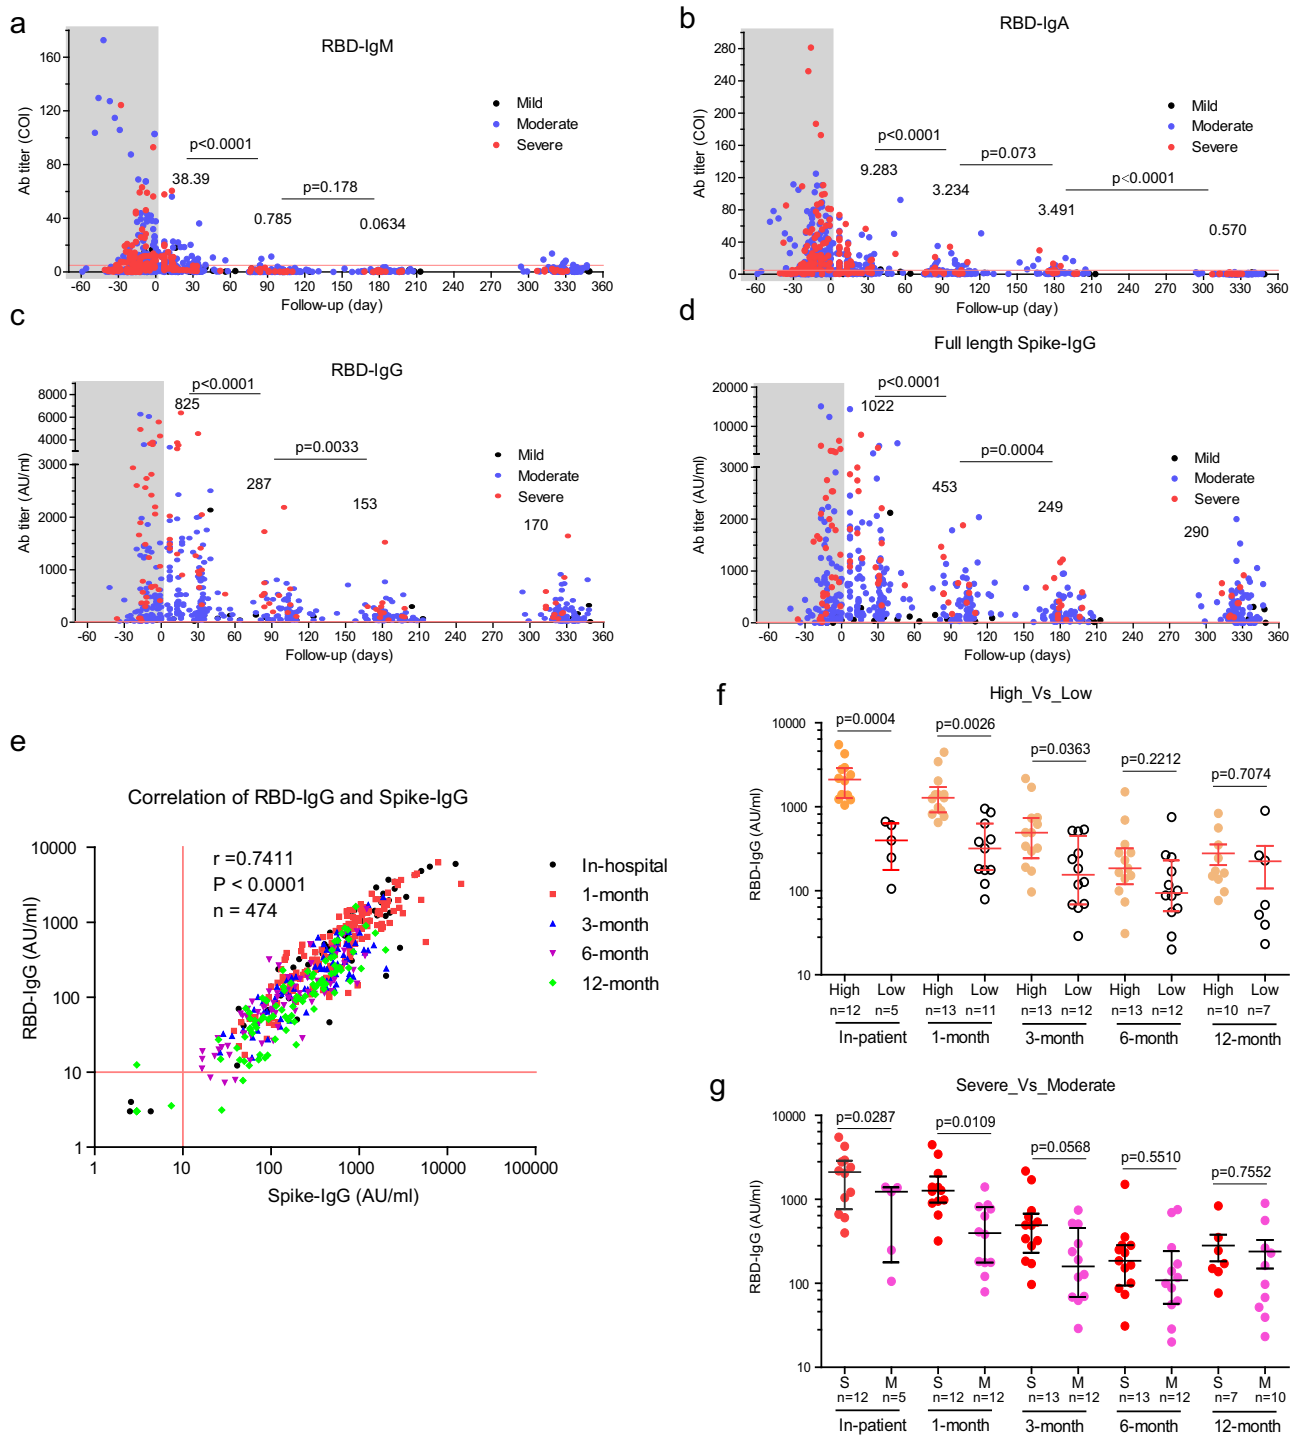 a
RBD-IgM
Ab titer (COI)
160
120
80
40
0
-60 -30 0 30 60 90 120 150 180 210 240 270 300 330 360
Follow-up (day)
Mild
Moderate
Severe
p<0.0001
38.39
p=0.178
0.785
0.0634
b
RBD-IgA
Ab titer (COI)
280
240
200
160
120
80
40
0
-60 -30 0 30 60 90 120 150 180 210 240 270 300 330 360
Follow-up (day)
Mild
Moderate
Severe
p<0.0001
9.283
p=0.073
3.234
p<0.0001
3.491
0.570
c
RBD-IgG
Ab titer (AU/ml)
8000
6000
4000
3000
2000
1000
0
-60 -30 0 30 60 90 120 150 180 210 240 270 300 330 360
Follow-up (days)
Mild
Moderate
Severe
p<0.0001
825
p=0.0033
287
153
170
d
Full length Spike-IgG
Ab titer (AU/ml)
20000
10000
3000
2000
1000
0
-60 -30 0 30 60 90 120 150 180 210 240 270 300 330 360
Follow-up (days)
Mild
Moderate
Severe
p<0.0001
1022
p=0.0004
453
249
290
e
Correlation of RBD-IgG and Spike-IgG
RBD-IgG (AU/ml)
10000
1000
100
10
1
1 10 100 1000 10000 100000
Spike-IgG (AU/ml)
r =0.7411
P < 0.0001
n = 474
In-hospital
1-month
3-month
6-month
12-month
f
High_Vs_Low
RBD-IgG (AU/ml)
10000
1000
100
10
p=0.0004
p=0.0026
p=0.0363
p=0.2212
p=0.7074
High Low High Low High Low High Low High Low
n=12 n=5 n=13 n=11 n=13 n=12 n=13 n=12 n=10 n=7
In-patient 1-month 3-month 6-month 12-month
g
Severe_Vs_Moderate
RBD-IgG (AU/ml)
10000
1000
100
10
p=0.0287
p=0.0109
p=0.0568
p=0.5510
p=0.7552
S M S M S M S M S M
n=12 n=5 n=12 n=12 n=13 n=12 n=13 n=12 n=7 n=10
In-patient 1-month 3-month 6-month 12-month